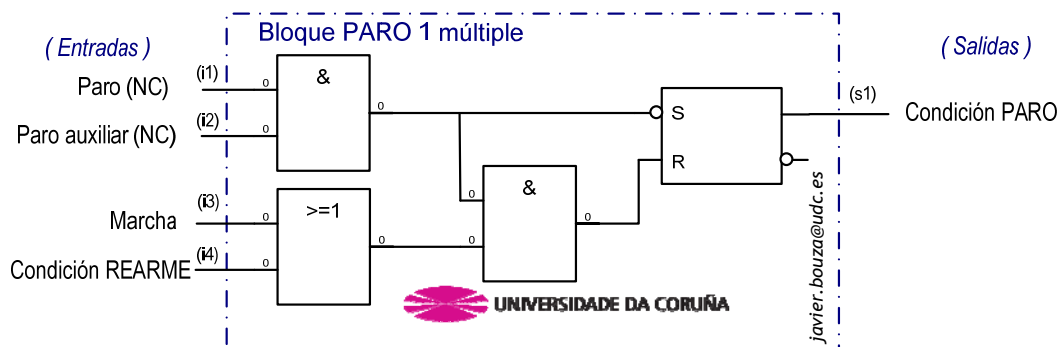 Bloque PARO 1 múltiple
( Entradas )
( Salidas )
Paro (NC)
(i1)
0
&
0
(s1)
Condición PARO
S
Paro auxiliar (NC)
(i2)
0
R
&
0
Marcha
(i3)
0
>=1
0
0
0
Condición REARME
(i4)
0
UNIVERSIDADE DA CORUÑA
javier.bouza@udc.es